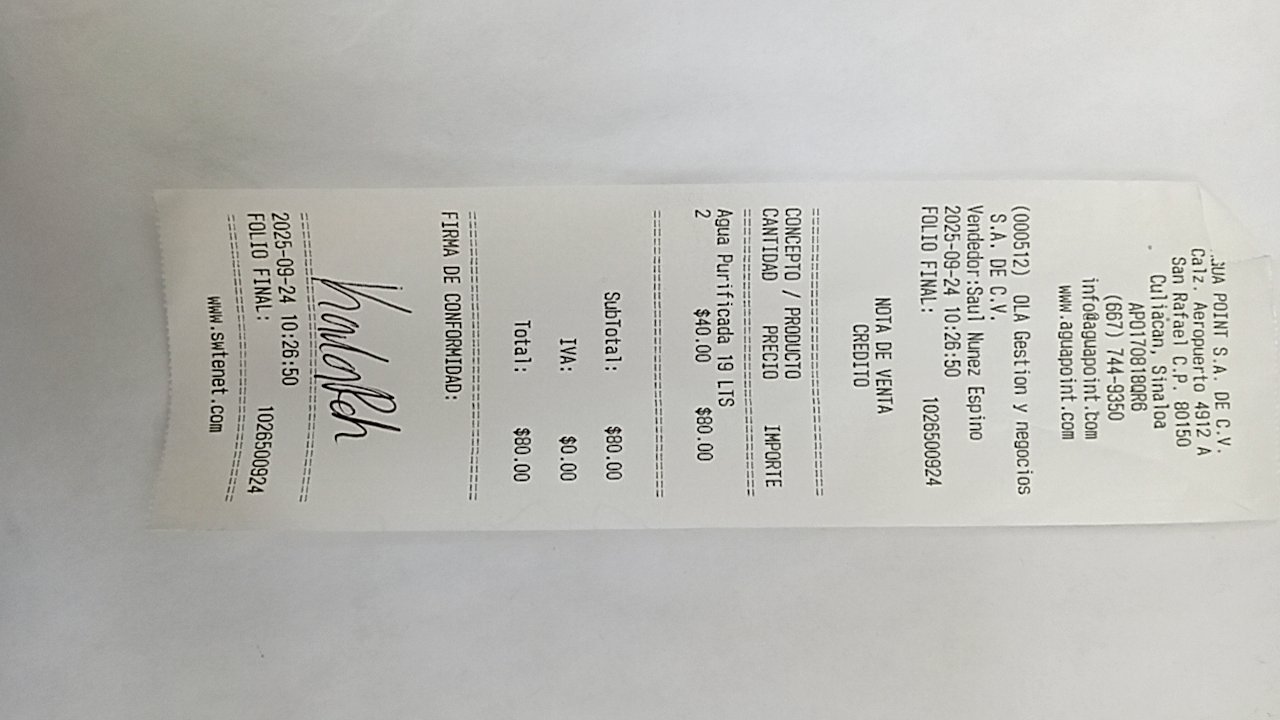 AGUA POINT S.A. DE C.V.
Calz. Aeropuerto 4912 A
San Rafael C.P. 80150
Culiacan, Sinaloa
APO170818QR6
(667) 744-9350
info@aguapoint.com
www.aguapoint.com
(000512) OLA Gestion y negocios
S.A. DE C.V.
Vendedor:Saul Nunez Espino
2025-09-24 10:26:50
FOLIO FINAL: 1026500924
NOTA DE VENTA
CREDITO
==============================
CONCEPTO / PRODUCTO
CANTIDAD PRECIO IMPORTE
==============================
Agua Purificada 19 LTS
2 $40.00 $80.00
==============================
SubTotal: $80.00
IVA: $0.00
Total: $80.00
==============================
FIRMA DE CONFORMIDAD:
==============================
2025-09-24 10:26:50
FOLIO FINAL: 1026500924
==============================
www.swtenet.com